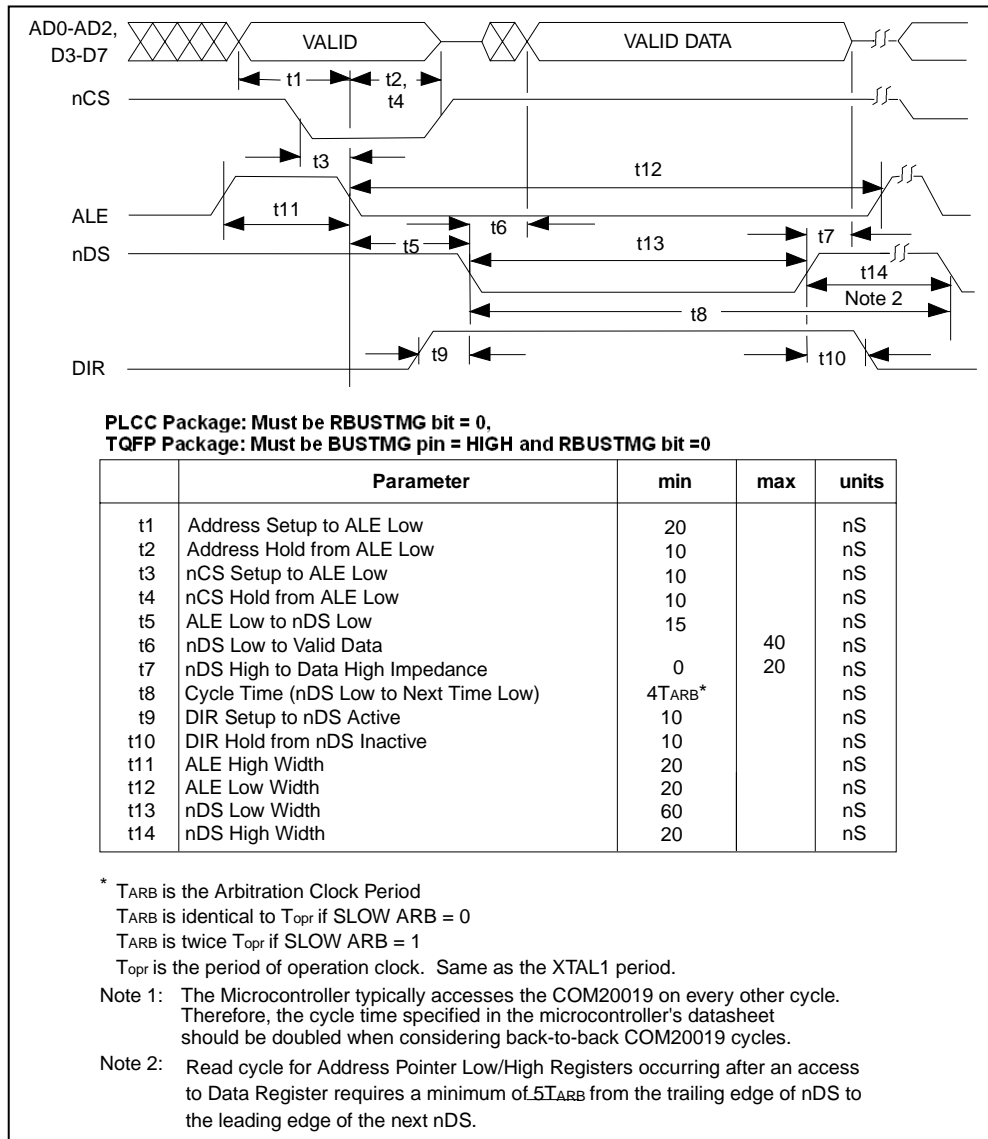 AD0-AD2,
D3-D7
VALID
VALID DATA
t1
t2,
t4
nCS
t3
t12
ALE
t11
t6
t7
t5
t13
nDS
t14
Note 2
t8
t9
t10
DIR
PLCC Package: Must be RBUSTMG bit = 0,
TQFP Package: Must be BUSTMG pin = HIGH and RBUSTMG bit =0
Parameter min max units
t1 Address Setup to ALE Low 20 nS
t2 Address Hold from ALE Low 10 nS
t3 nCS Setup to ALE Low 10 nS
t4 nCS Hold from ALE Low 10 nS
t5 ALE Low to nDS Low 15 nS
t6 nDS Low to Valid Data 40 nS
t7 nDS High to Data High Impedance 0 20 nS
t8 Cycle Time (nDS Low to Next Time Low) 4TARB* nS
t9 DIR Setup to nDS Active 10 nS
t10 DIR Hold from nDS Inactive 10 nS
t11 ALE High Width 20 nS
t12 ALE Low Width 20 nS
t13 nDS Low Width 60 nS
t14 nDS High Width 20 nS
* TARB is the Arbitration Clock Period
TARB is identical to Topr if SLOW ARB = 0
TARB is twice Topr if SLOW ARB = 1
Topr is the period of operation clock. Same as the XTAL1 period.
Note 1: The Microcontroller typically accesses the COM20019 on every other cycle.
Therefore, the cycle time specified in the microcontroller's datasheet
should be doubled when considering back-to-back COM20019 cycles.
Note 2: Read cycle for Address Pointer Low/High Registers occurring after an access
to Data Register requires a minimum of 5TARB from the trailing edge of nDS to
the leading edge of the next nDS.